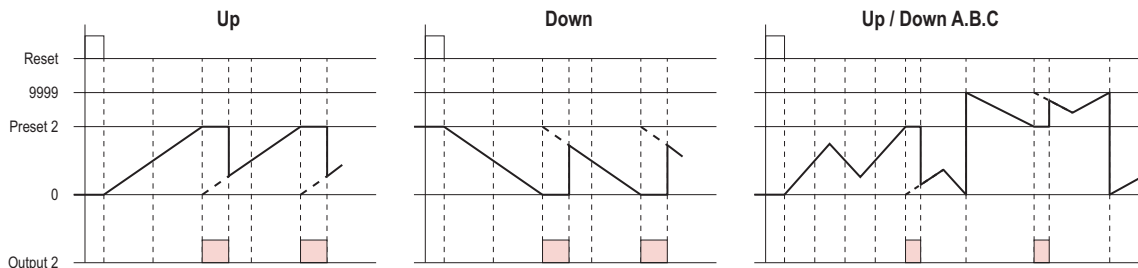 Up
Down
Up / Down A.B.C
Reset
9999
Preset 2
0
Output 2